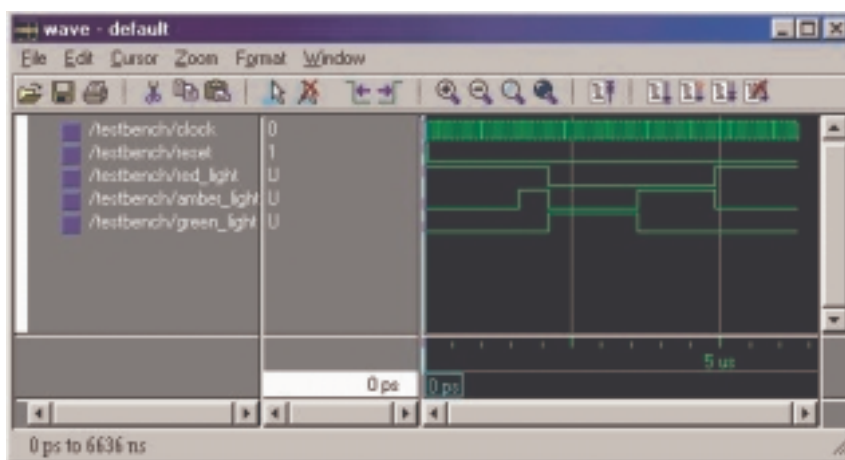 wave - default
File Edit Cursor Zoom Format Window
/testbench/clock 0
/testbench/reset 1
/testbench/red_light U
/testbench/amber_light U
/testbench/green_light U
5 us
0 ps 0 ps
0 ps to 6636 ns